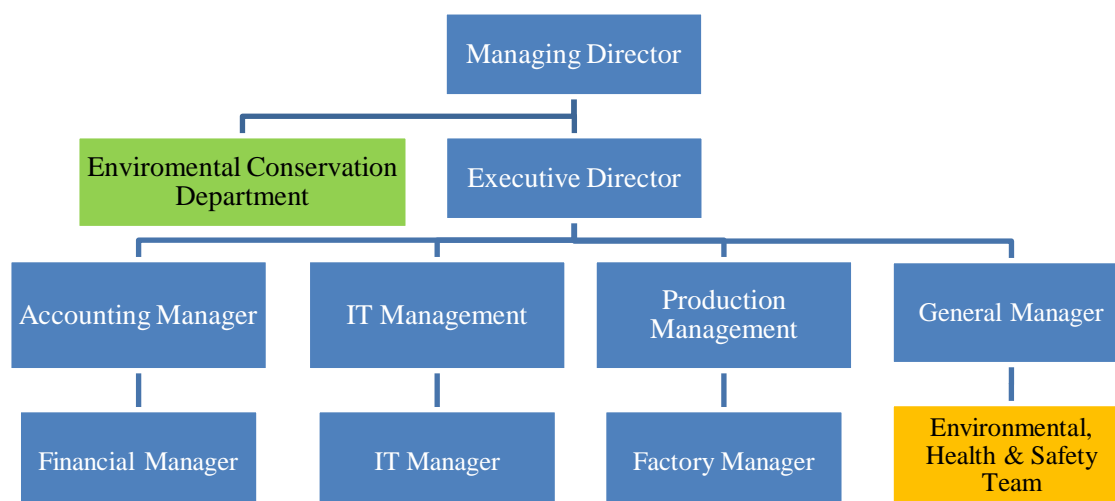 Managing Director
Enviromental Conservation
Department
Executive Director
Accounting Manager
IT Management
Production
Management
General Manager
Financial Manager
IT Manager
Factory Manager
Environmental,
Health & Safety
Team